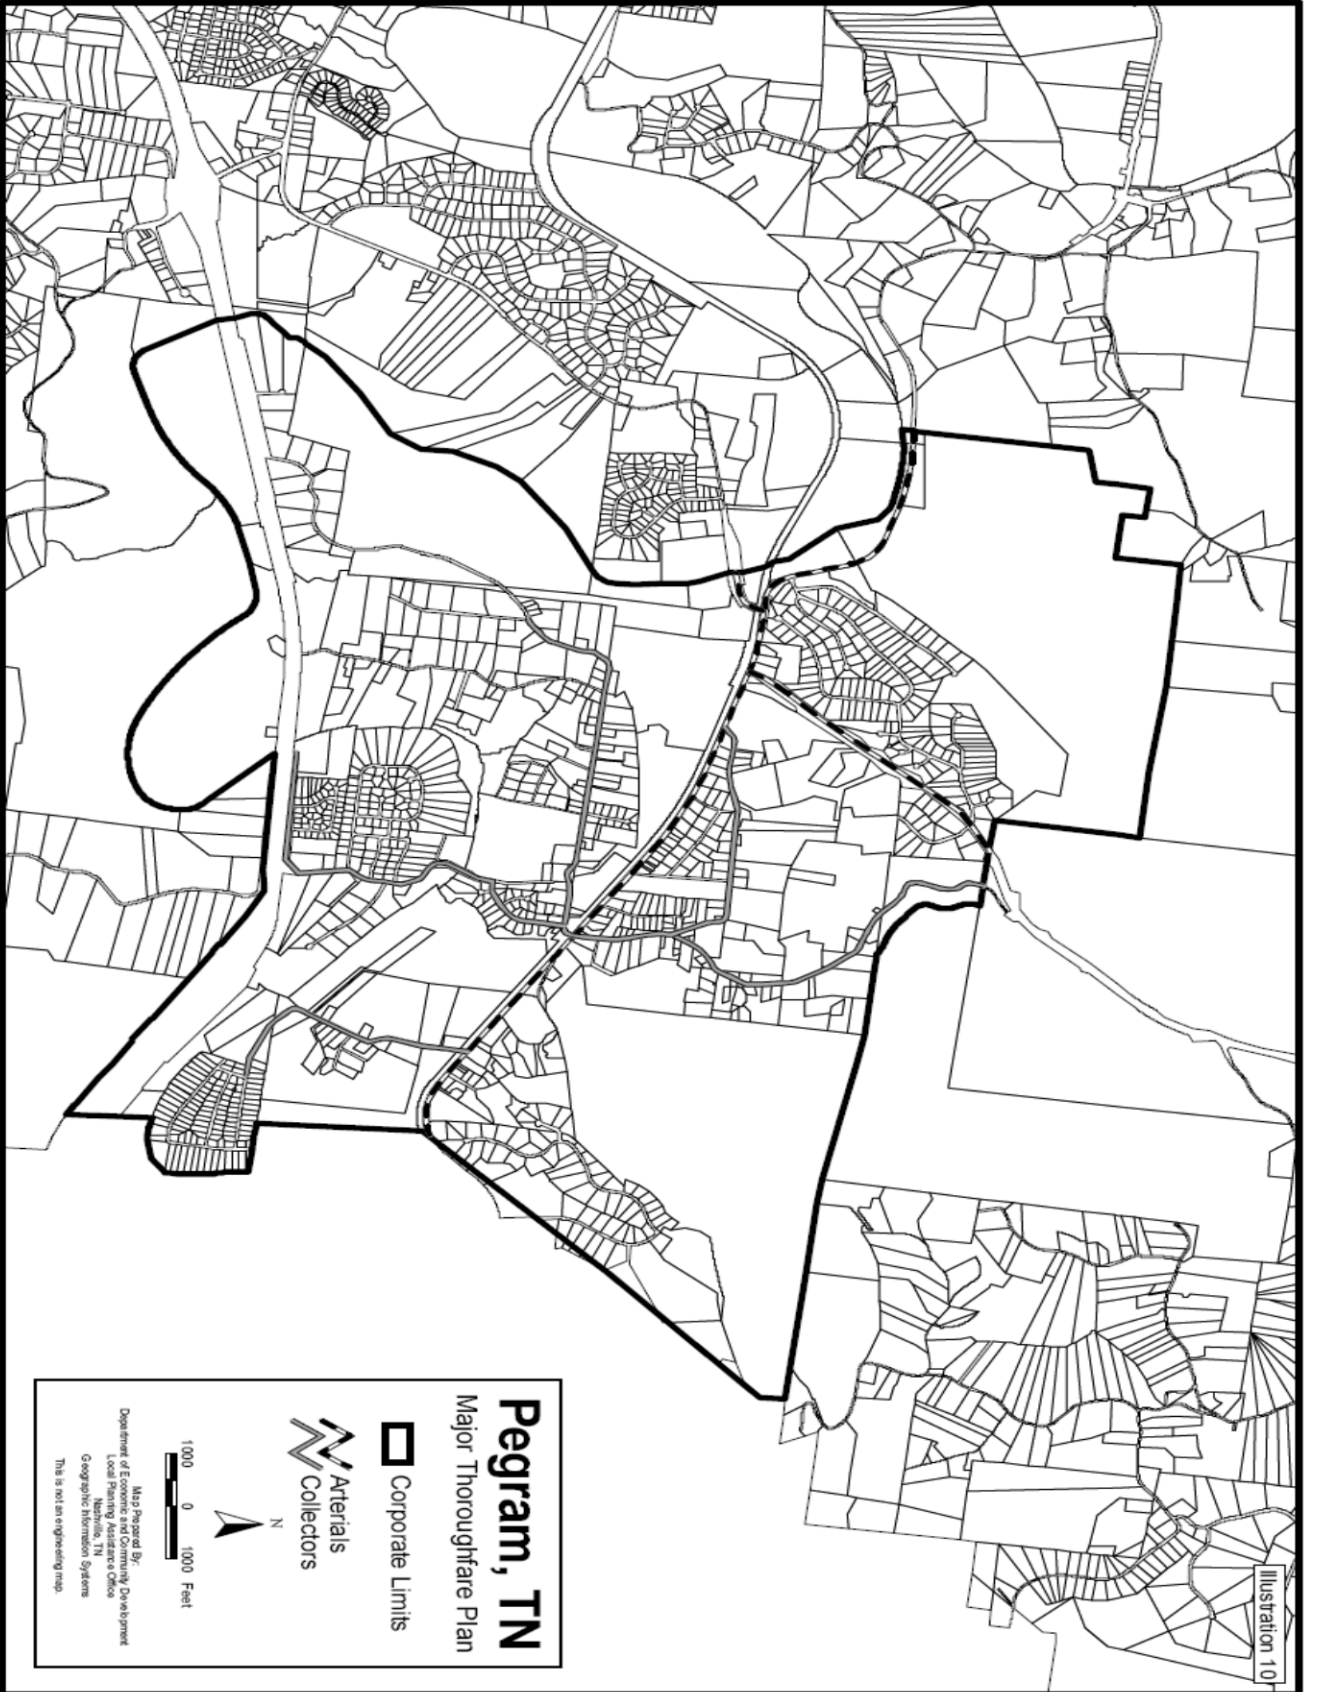 Illustration 10
Pegram, TN
Major Thoroughfare Plan
Corporate Limits
Arterials
Collectors
N
1000 0 1000 Feet
Map Prepared By:
Department of Economic and Community Development
Local Planning Assistance Office
Nashville, TN
Geographic Information Systems
This is not an engineering map.